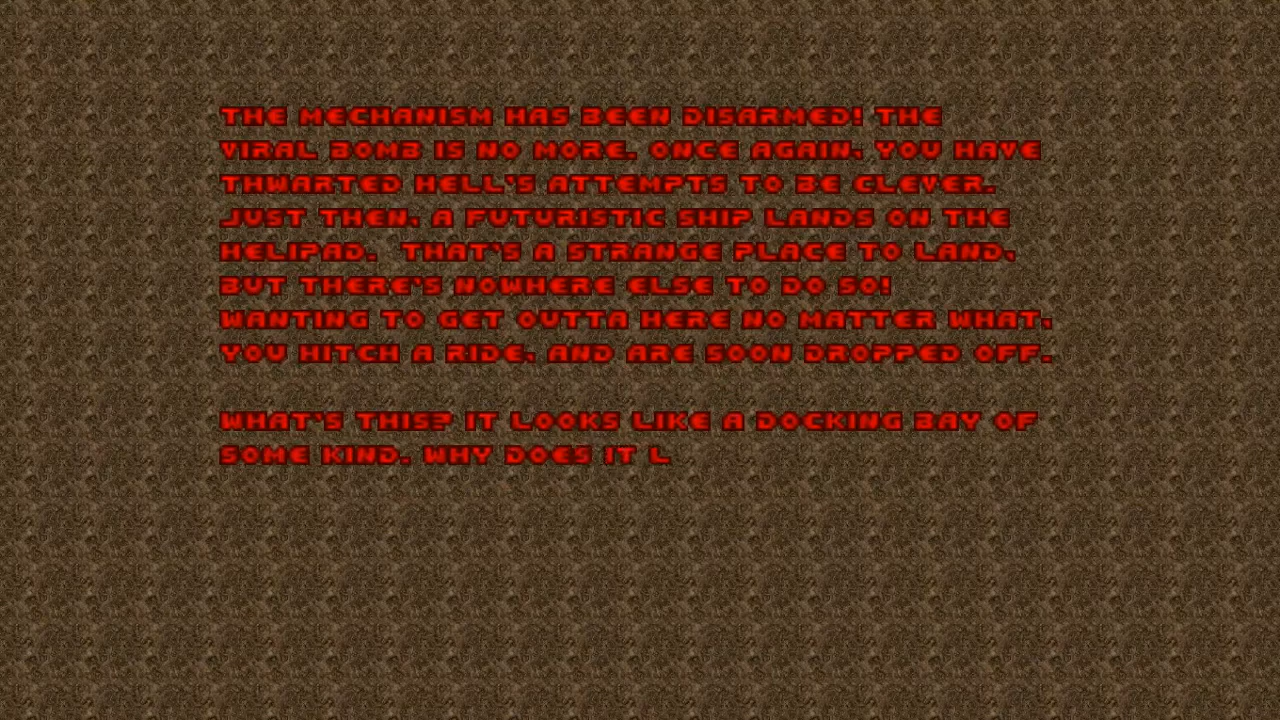 THE MECHANISM HAS BEEN DISARMED! THE
VIRAL BOMB IS NO MORE. ONCE AGAIN, YOU HAVE
THWARTED HELL'S ATTEMPTS TO BE CLEVER.
JUST THEN, A FUTURISTIC SHIP LANDS ON THE
HELIPAD.  THAT'S A STRANGE PLACE TO LAND,
BUT THERE'S NOWHERE ELSE TO DO SO!
WANTING TO GET OUTTA HERE NO MATTER WHAT,
YOU HITCH A RIDE, AND ARE SOON DROPPED OFF.

WHAT'S THIS? IT LOOKS LIKE A DOCKING BAY OF
SOME KIND. WHY DOES IT L